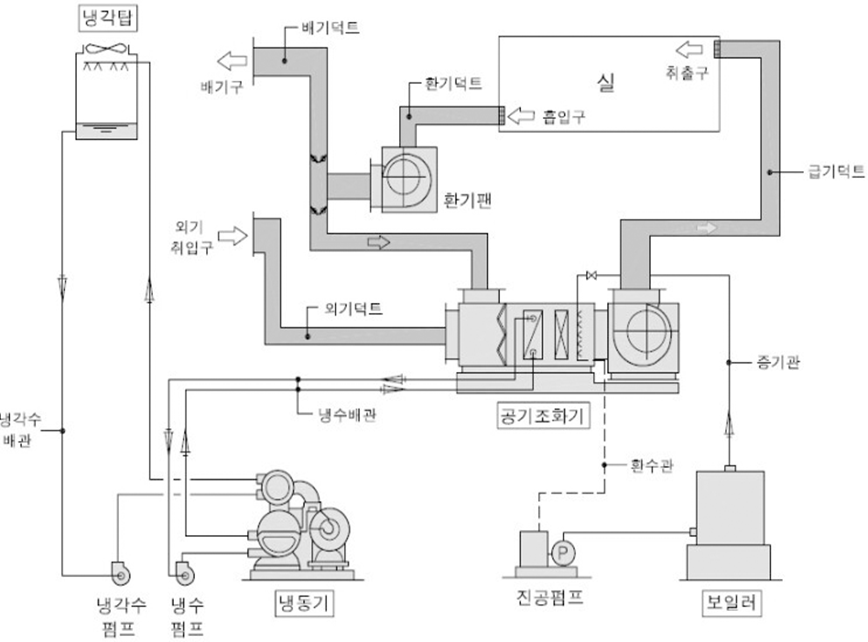 냉각탑
배기덕트
배기구
환기덕트
실
취출구
흡입구
급기덕트
환기팬
외기
취입구
외기덕트
증기관
공기조화기
냉수배관
냉각수
배관
환수관
P
냉각수
펌프
냉수
펌프
냉동기
진공펌프
보일러